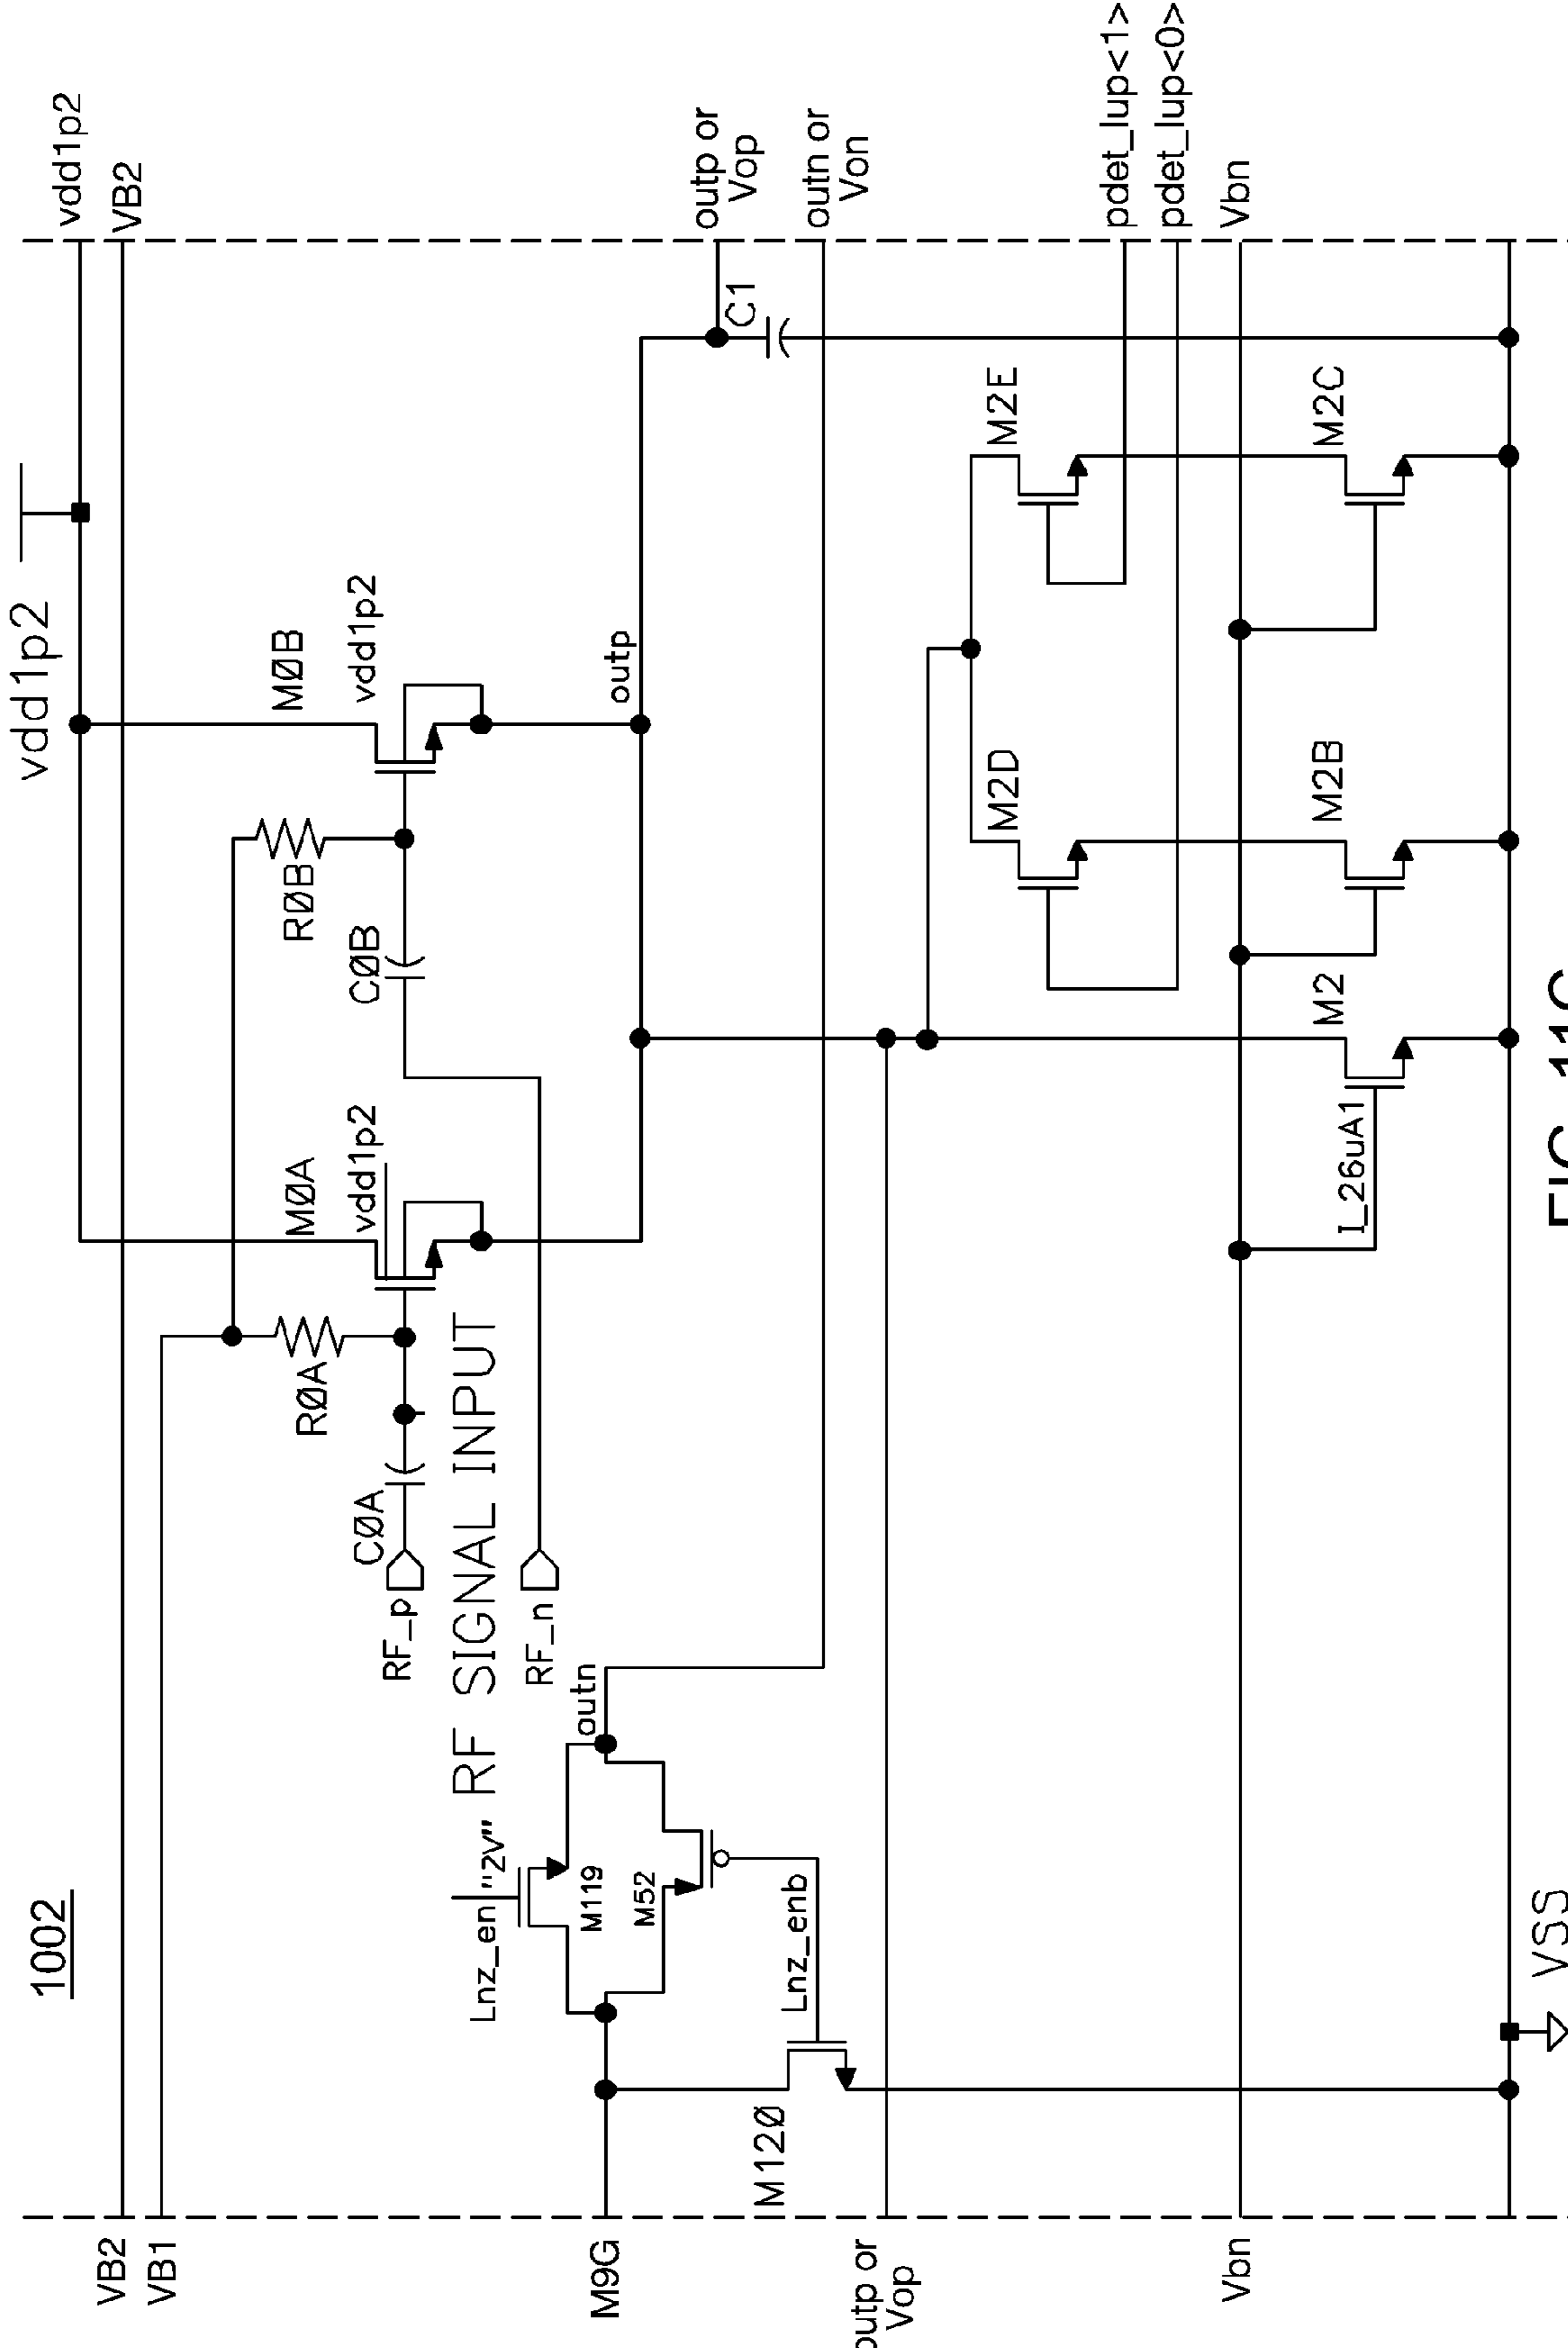 1002
vdd1p2
vdd1p2
VB2
VB2
VB1
MØA
vdd1p2
MØB
vdd1p2
RØA
RØB
CØA
CØB
RF_p
RF SIGNAL INPUT
RF_n
Lnz_en "2V"
M119
M52
outn
outp
M9G
M12Ø
Lnz_enb
outp or
Vop
outn or
Von
C1
outp or
Vop
M2D
M2E
pdet_lup<1>
pdet_lup<0>
Vbn
Vbn
I_26uA1
M2
M2B
M2C
VSS